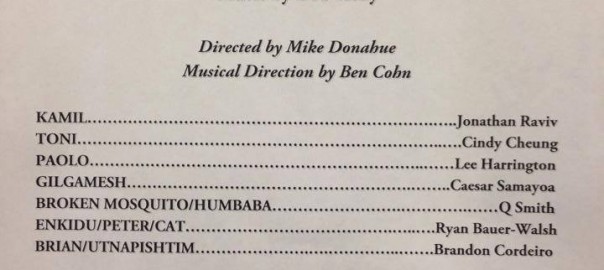 Directed by Mike Donahue
Musical Direction by Ben Cohn
KAMIL..........................................................Jonathan Raviv
TONI............................................................Cindy Cheung
PAOLO.........................................................Lee Harrington
GILGAMESH..................................................Caesar Samayoa
BROKEN MOSQUITO/HUMBABA....................................Q Smith
ENKIDU/PETER/CAT.......................................Ryan Bauer-Walsh
BRIAN/UTNAPISHTIM.....................................Brandon Cordeiro